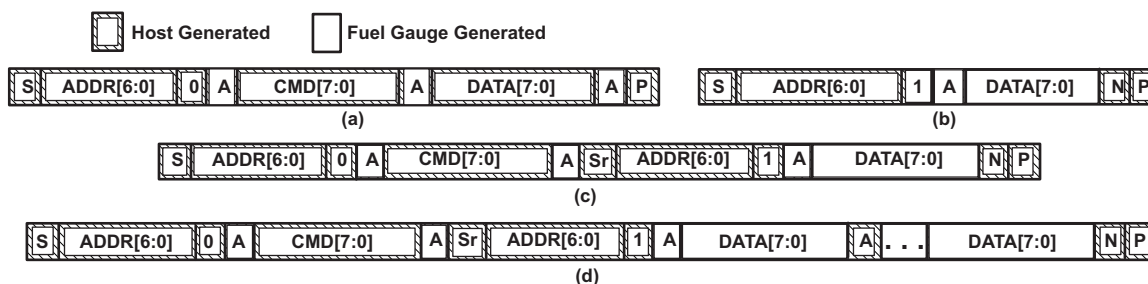 Host Generated Fuel Gauge Generated
S ADDR[6:0] 0 A CMD[7:0] A DATA[7:0] A P S ADDR[6:0] 1 A DATA[7:0] N P
(a) (b)
S ADDR[6:0] 0 A CMD[7:0] A Sr ADDR[6:0] 1 A DATA[7:0] N P
(c)
S ADDR[6:0] 0 A CMD[7:0] A Sr ADDR[6:0] 1 A DATA[7:0] A . . . DATA[7:0] N P
(d)